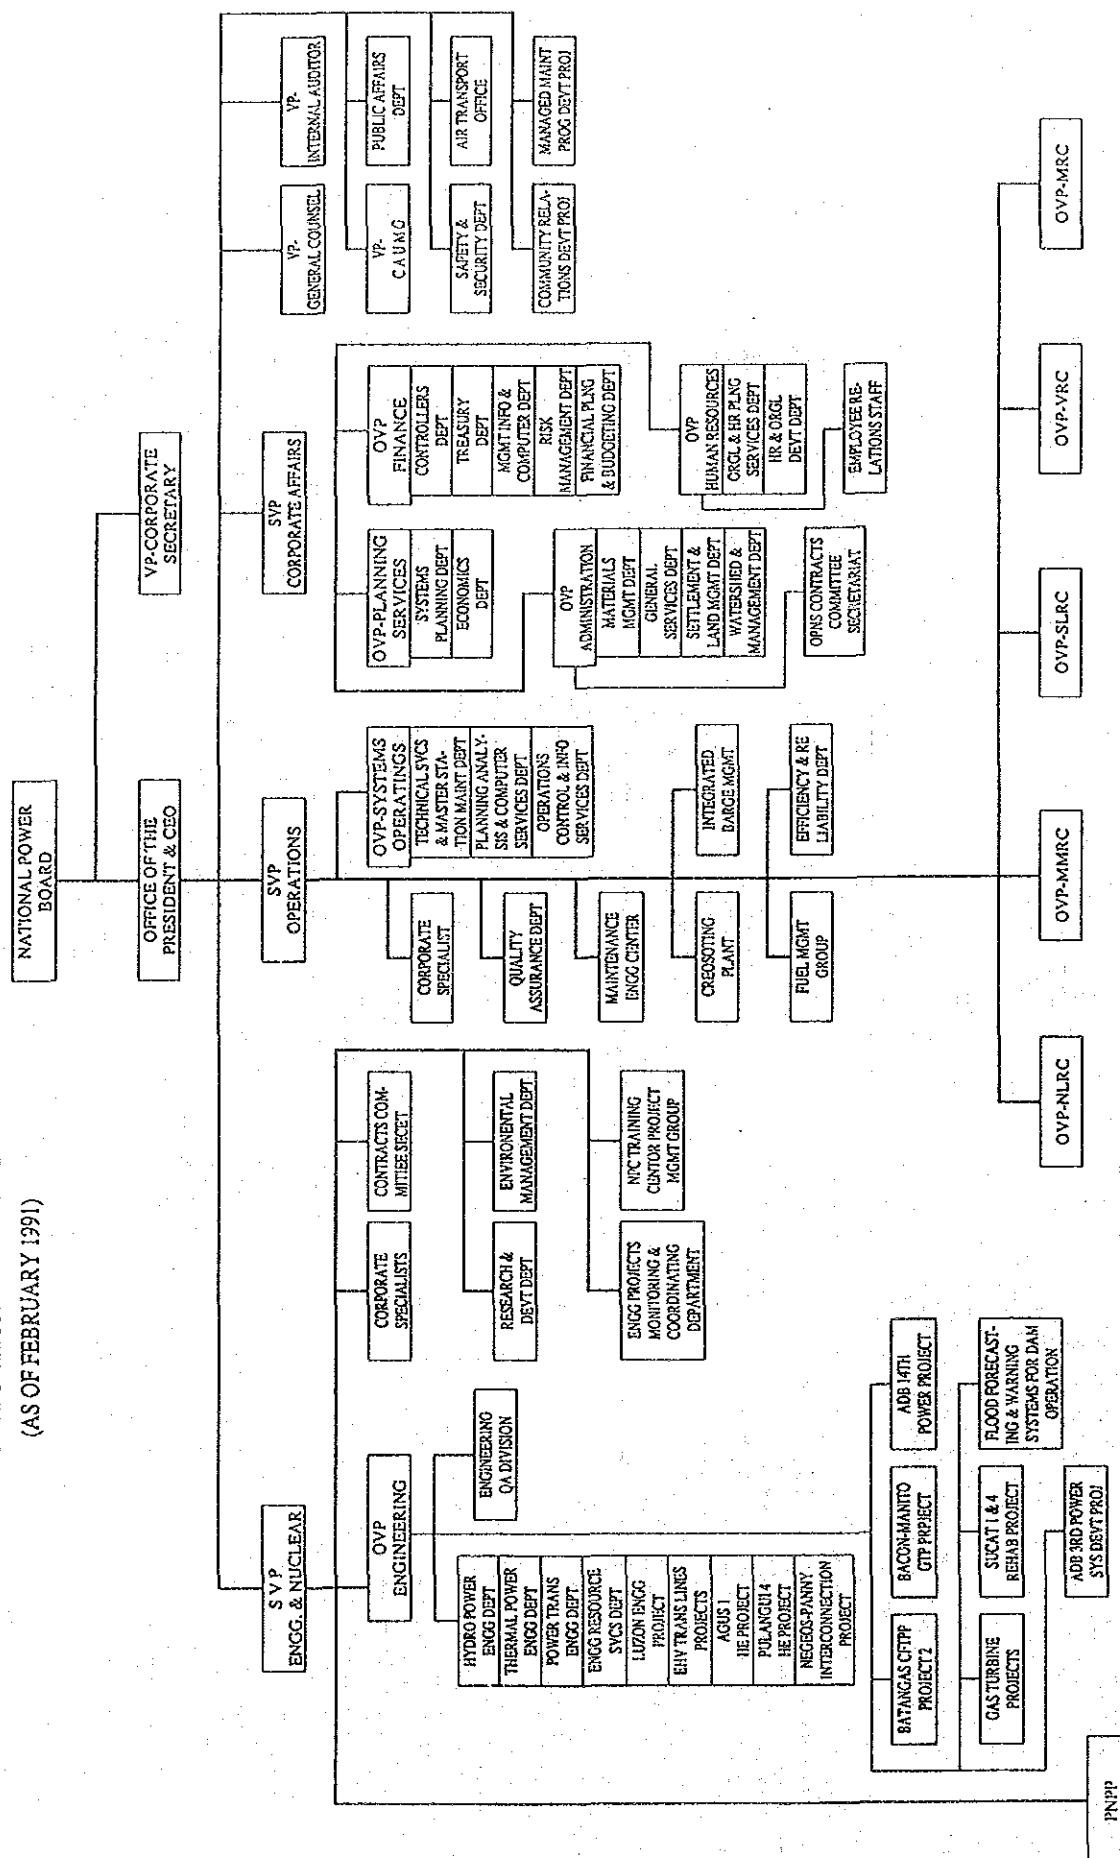 (AS OF FEBRUARY 1991)
NATIONAL POWER
BOARD
VP-CORPORATE
SECRETARY
OFFICE OF THE
PRESIDENT & CEO
S V P
ENGG. & NUCLEAR
SVP
OPERATIONS
SVP
CORPORATE AFFAIRS
VP-
GENERAL COUNSEL
VP-
INTERNAL AUDITOR
VP-
C A U M O
PUBLIC AFFAIRS
DEPT
SAFETY &
SECURITY DEPT
AIR TRANSPORT
OFFICE
COMMUNITY RELA-
TIONS DEVT PROJ
MANAGED MAINT
PROG DEVT PROJ
OVP
ENGINEERING
HYDRO POWER
ENGG DEPT
THERMAL POWER
ENGG DEPT
POWER TRANS
ENGG DEPT.
ENGG RESOURCE
SVCS DEPT
LUZON ENGG
PROJECT
EHV TRANS LINES
PROJECTS
AGUS 1
HE PROJECT
PULANGUI 4
HE PROJECT
NEGEOS-PANNY
INTERCONNECTION
PROJECT
ENGINEERING
QA DIVISION
BATANGAS CFTPP
PROJECT 2
BACON-MANITO
GTP PRPJECT
ADB 14TH
POWER PROJECT
GAS TURBINE
PROJECTS
SUCAT 1 & 4
REHAB PROJECT
FLOOD FORECAST-
ING & WARNING
SYSTEMS FOR DAM
OPERATION
ADB 3RD POWER
SYS DEVT PROJ
PNPP
CORPORATE
SPECIALISTS
CONTRACTS COM-
MITIEE SECET
RESEARCH &
DEVT DEPT
ENVIRONENTAL
MANAGEMENT DEPT
ENGG PROJECTS
MONITORING &
COORDINATING
DEPARTMENT
NPC TRAINING
CENTOR PROJECT
MGMT GROUP
OVP-SYSTEMS
OPERATINGS
TECHNICAL SVCS
& MASTER STA-
TION MAINT DEPT
PLANNING ANALY-
SIS & COMPUTER
SERVICES DEPT
OPERATIONS
CONTROL & INFO
SERVICES DEPT
CORPORATE
SPECIALIST
QUALITY
ASSURANCE DEPT
MAINTENANCE
ENGG CENTER
CREOSOTING
PLANT
INTEGRATED
BARGE MGMT
FUEL MGMT
GROUP
EFFICIENCY & RE
LIABILITY DEPT
OVP-PLANNING
SERVICES
SYSTEMS
PLANNING DEPT
ECONOMICS
DEPT
OVP
FINANCE
CONTROLLERS
DEPT
TREASURY
DEPT
MGMT INFO &
COMPUTER DEPT
RISK
MANAGEMENT DEPT
FINANCIAL PLNG
& BUDGETING DEPT
OVP
ADMINISTRATION
MATERIALS
MGMT DEPT
GENERAL
SERVICES DEPT
SETTLEMENT &
LAND MGMT DEPT
WATERSHED &
MANAGEMENT DEPT
OPNS CONTRACTS
COMMITTEE
SECRETARIAT
OVP
HUMAN RESOURCES
ORGL & HR PLNG
SERVICES DEPT
HR & ORGL
DEVT DEPT
EMPLOYEE RE-
LATIONS STAFF
OVP-NLRC
OVP-MMRC
OVP-SLRC
OVP-VRC
OVP-MRC